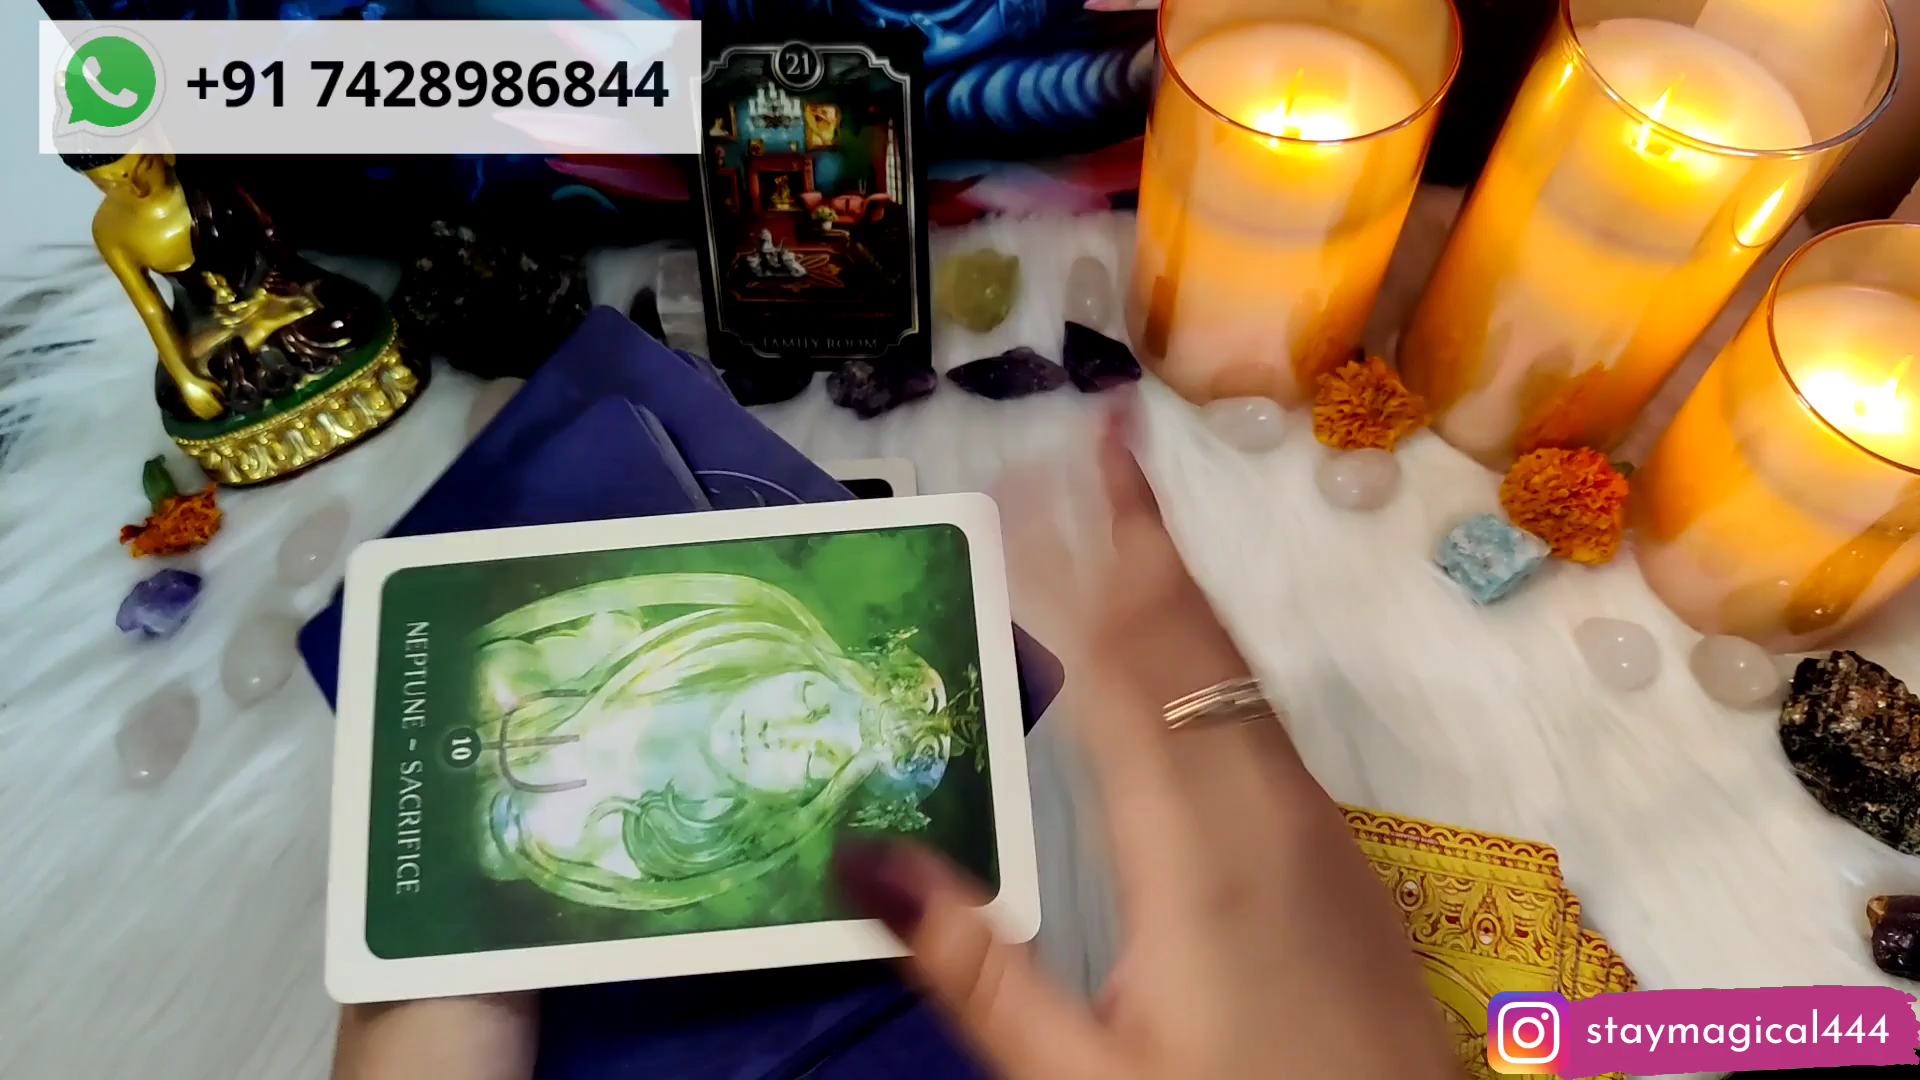 +91 7428986844
21
FAMILY ROOM
NEPTUNE ~ SACRIFICE
10
staymagical444